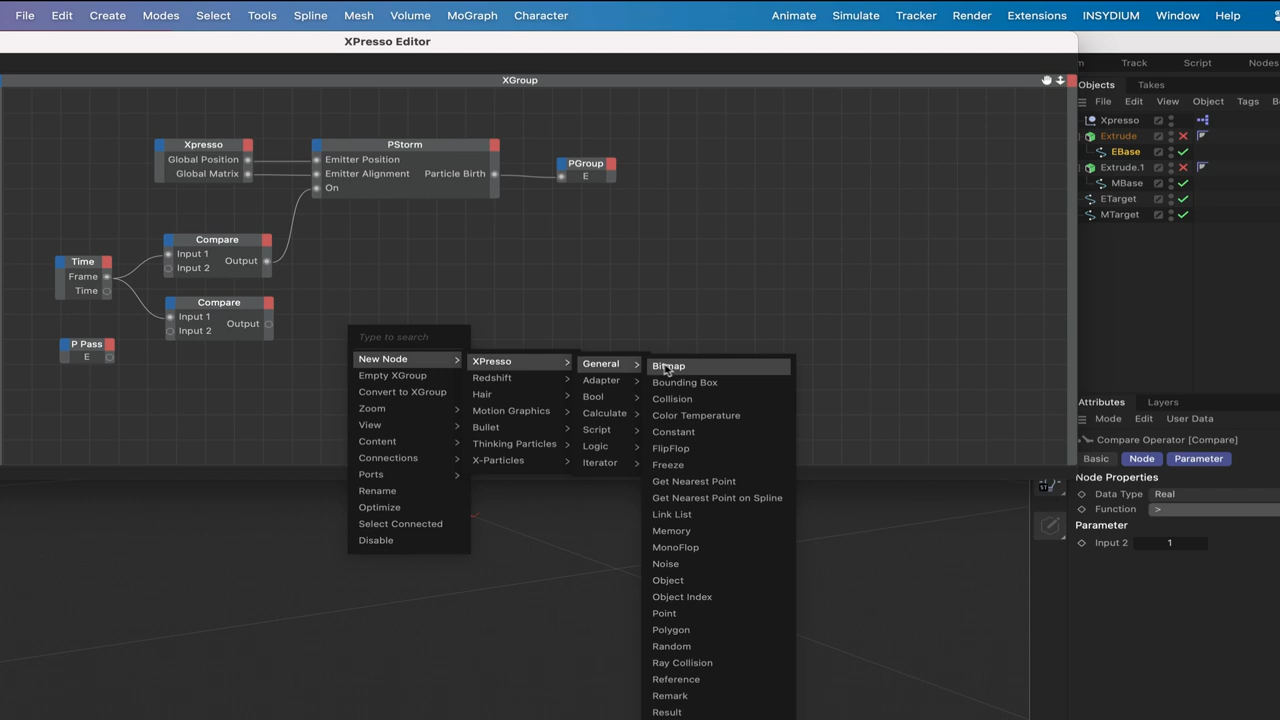 File Edit Create Modes Select Tools Spline Mesh Volume MoGraph Character Animate Simulate Tracker Render Extensions INSYDIUM Window Help
XPresso Editor
Track Script Nodes
XGroup
Objects Takes
File Edit View Object Tags
Xpresso
Extrude
EBase
Extrude.1
MBase
ETarget
MTarget
Xpresso
Global Position
Global Matrix
PStorm
Emitter Position
Emitter Alignment Particle Birth
On
PGroup
E
Compare
Input 1
Input 2
Output
Time
Frame
Time
Compare
Input 1
Input 2
Output
P Pass
E
Type to search
New Node
Empty XGroup
Convert to XGroup
Zoom
View
Content
Connections
Ports
Rename
Optimize
Select Connected
Disable
XPresso
Redshift
Hair
Motion Graphics
Bullet
Thinking Particles
X-Particles
General
Adapter
Bool
Calculate
Script
Logic
Iterator
Bitmap
Bounding Box
Collision
Color Temperature
Constant
FlipFlop
Freeze
Get Nearest Point
Get Nearest Point on Spline
Link List
Memory
MonoFlop
Noise
Object
Object Index
Point
Polygon
Random
Ray Collision
Reference
Remark
Result
Attributes Layers
Mode Edit User Data
Compare Operator [Compare]
Basic Node Parameter
Node Properties
Data Type Real
Function >
Parameter
Input 2 1